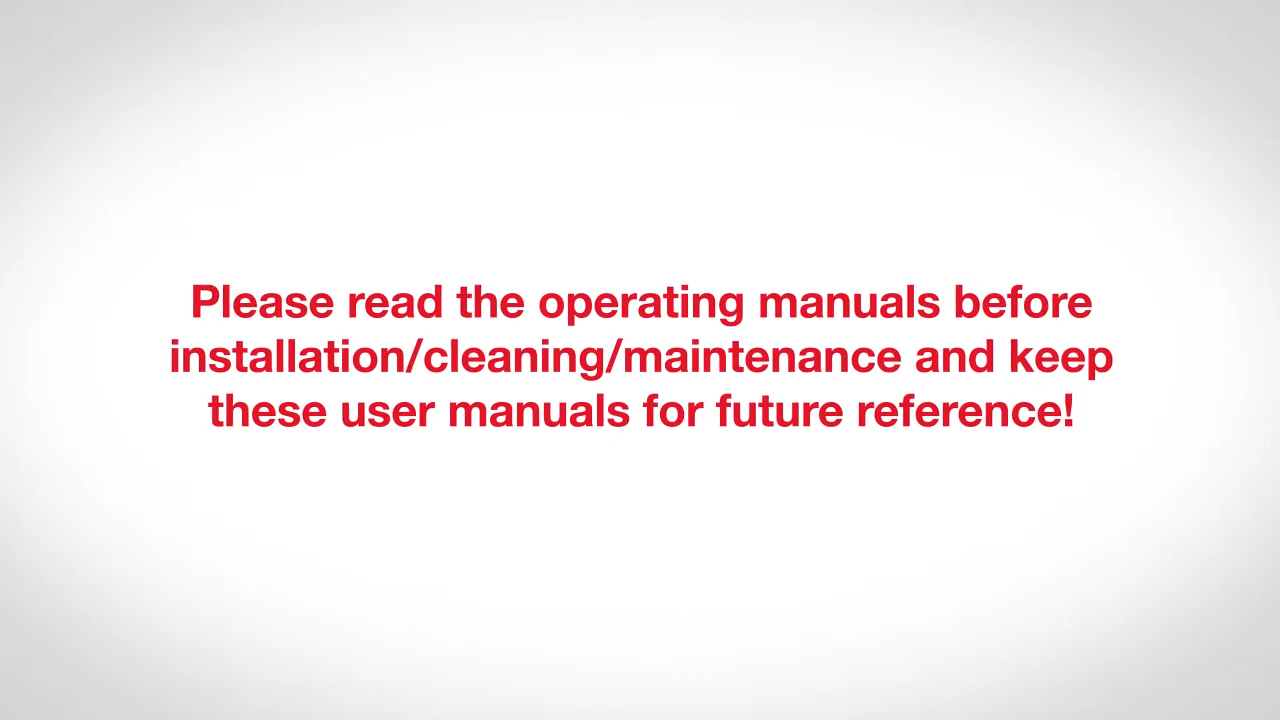 Please read the operating manuals before
installation/cleaning/maintenance and keep
these user manuals for future reference!